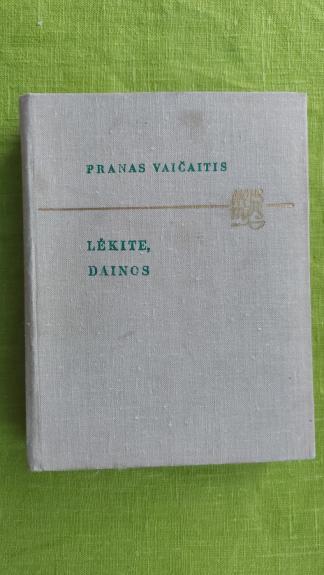 PRANAS VAIČAITIS
LĖKITE,
DAINOS